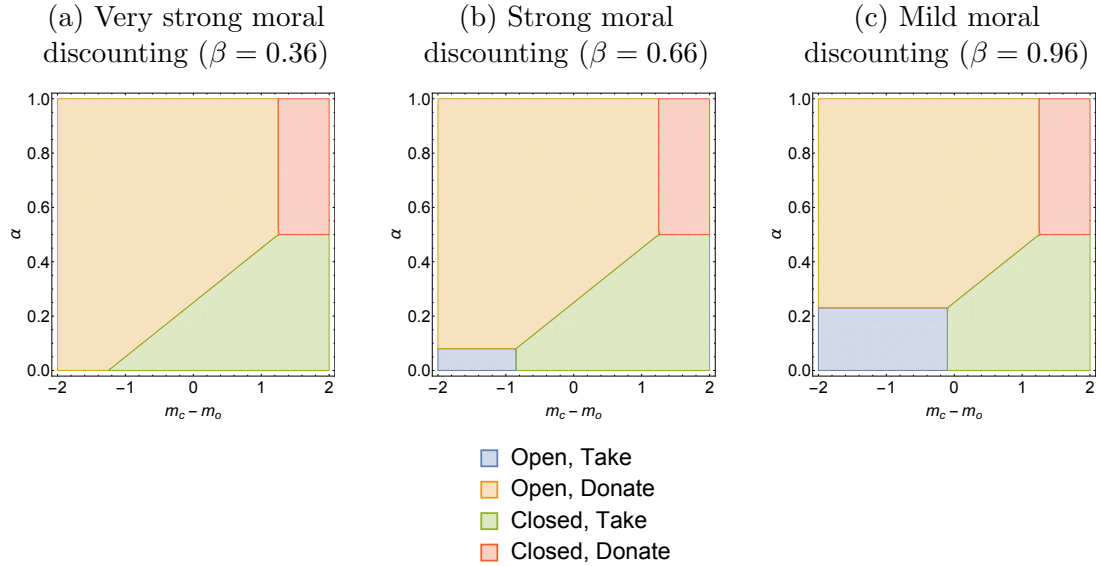 (a) Very strong moral
discounting (β = 0.36)
(b) Strong moral
discounting (β = 0.66)
(c) Mild moral
discounting (β = 0.96)
1.0
0.8
0.6
0.4
0.2
0.0
α
−2 −1 0 1 2
m_c − m_o
1.0
0.8
0.6
0.4
0.2
0.0
α
−2 −1 0 1 2
m_c − m_o
1.0
0.8
0.6
0.4
0.2
0.0
α
−2 −1 0 1 2
m_c − m_o
Open, Take
Open, Donate
Closed, Take
Closed, Donate